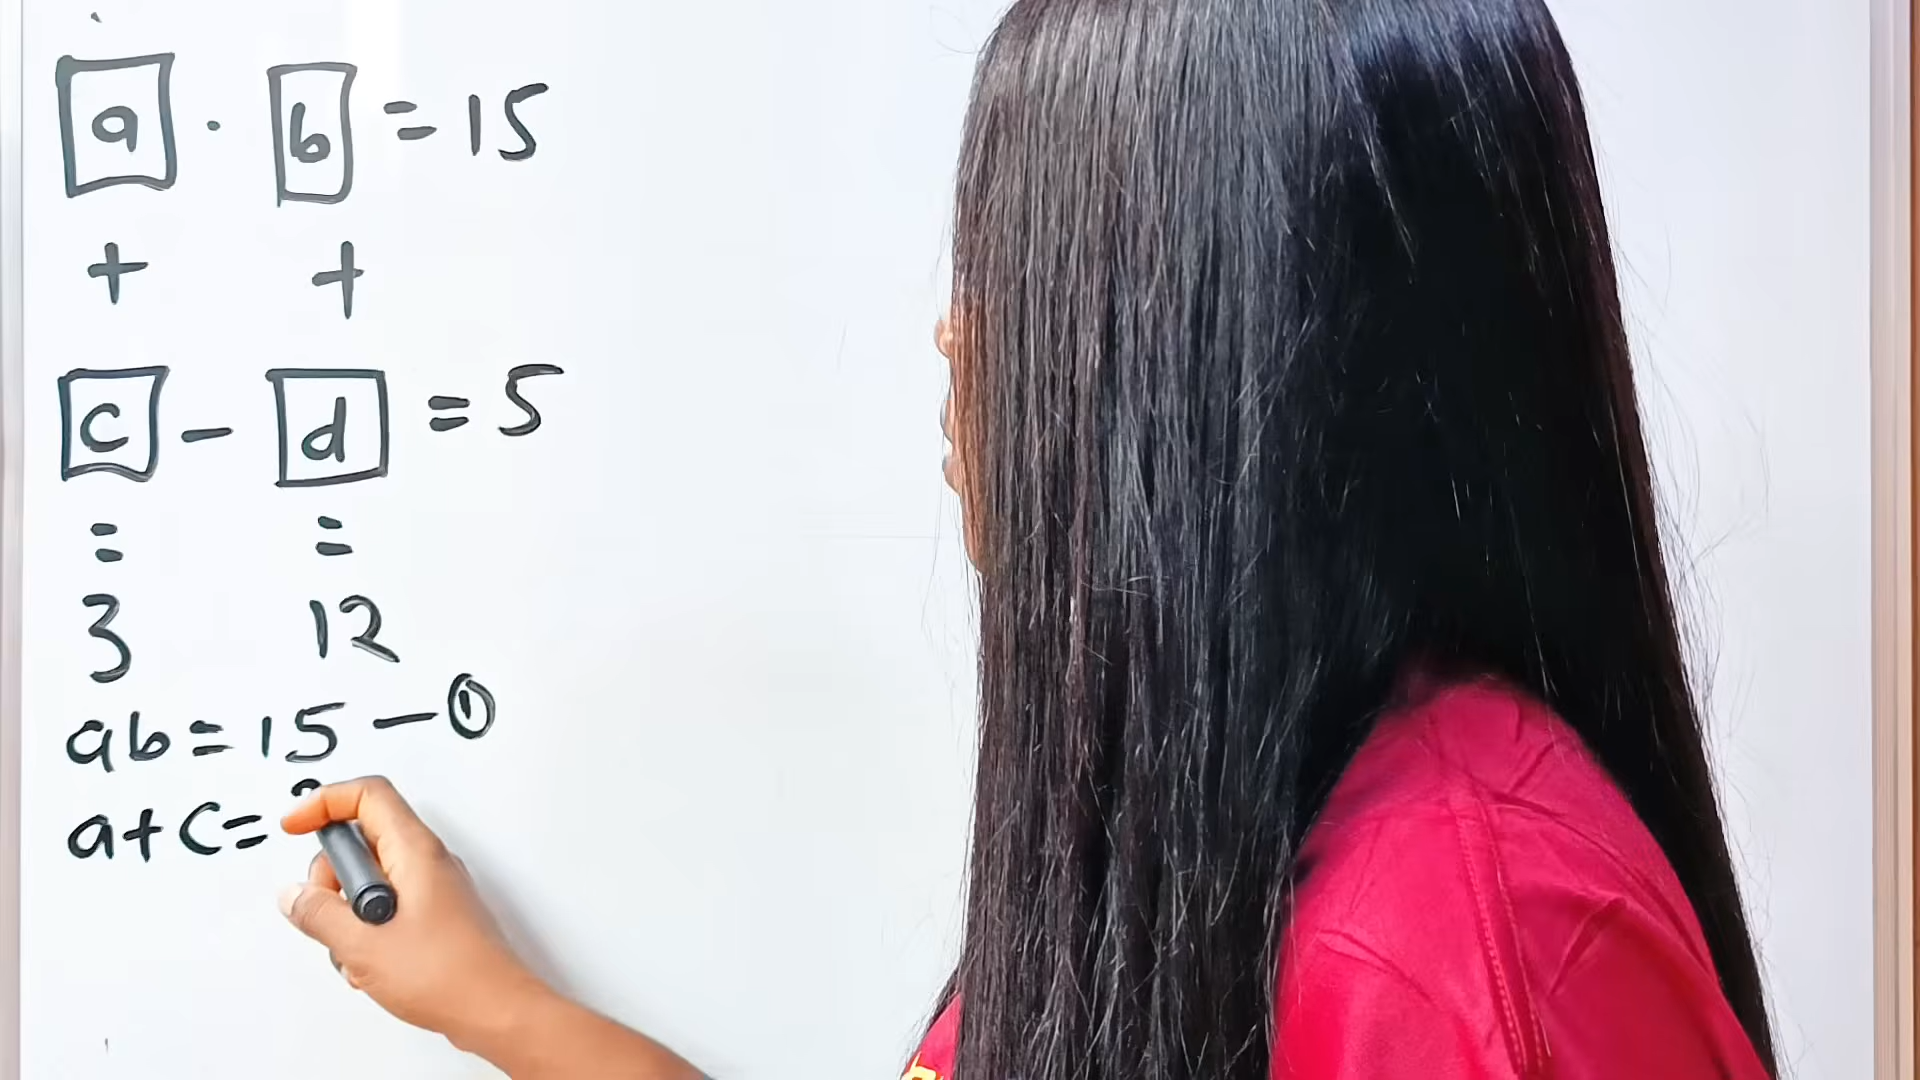 a · b = 15
+ +
c - d = 5
= =
3 12
ab = 15 - ①
a + c =